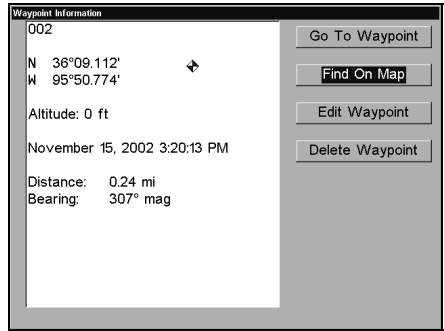 Waypoint Information
002
N 36°09.112'
W 95°50.774'
Altitude: 0 ft
November 15, 2002 3:20:13 PM
Distance: 0.24 mi
Bearing: 307° mag
Go To Waypoint
Find On Map
Edit Waypoint
Delete Waypoint